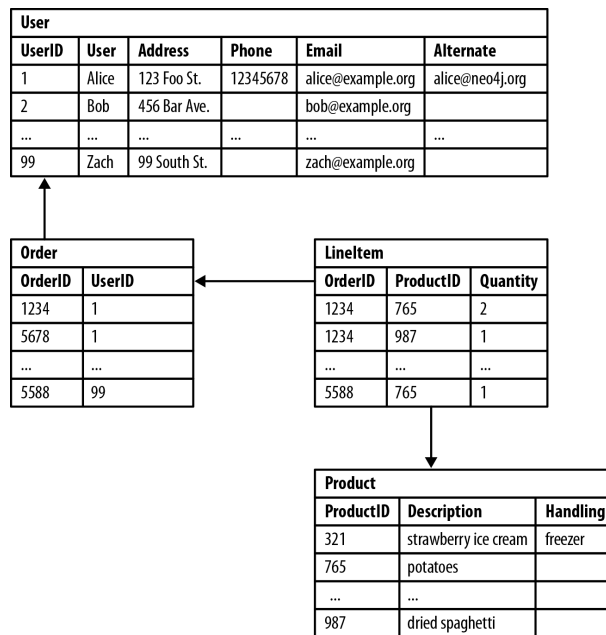 User
UserID User Address Phone Email Alternate
1 Alice 123 Foo St. 12345678 alice@example.org alice@neo4j.org
2 Bob 456 Bar Ave. bob@example.org
... ... ... ... ... ...
99 Zach 99 South St. zach@example.org
Order
OrderID UserID
1234 1
5678 1
... ...
5588 99
LineItem
OrderID ProductID Quantity
1234 765 2
1234 987 1
... ... ...
5588 765 1
Product
ProductID Description Handling
321 strawberry ice cream freezer
765 potatoes
... ...
987 dried spaghetti